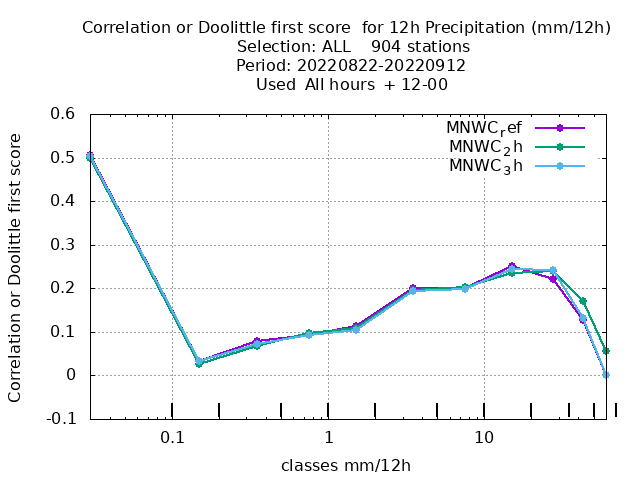 Correlation or Doolittle first score  for 12h Precipitation (mm/12h)
Selection: ALL    904 stations
Period: 20220822-20220912
Used  All hours  + 12-00
Correlation or Doolittle first score
0.6
0.5
0.4
0.3
0.2
0.1
0
-0.1
MNWC_ref
MNWC_2h
MNWC_3h
0.1 1 10
classes mm/12h